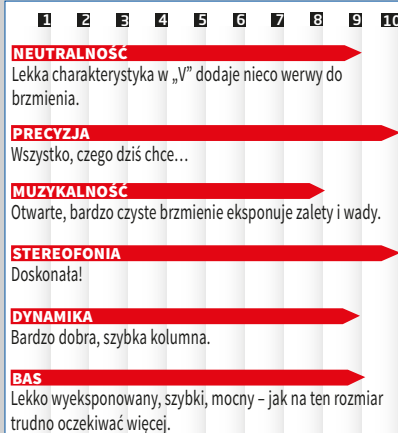 1 2 3 4 5 6 7 8 9 10
NEUTRALNOŚĆ
Lekka charakterystyka w „V” dodaje nieco werwy do
brzmienia.
PRECYZJA
Wszystko, czego dziś chce…
MUZYKALNOŚĆ
Otwarte, bardzo czyste brzmienie eksponuje zalety i wady.
STEREOFONIA
Doskonała!
DYNAMIKA
Bardzo dobra, szybka kolumna.
BAS
Lekko wyeksponowany, szybki, mocny – jak na ten rozmiar
trudno oczekiwać więcej.